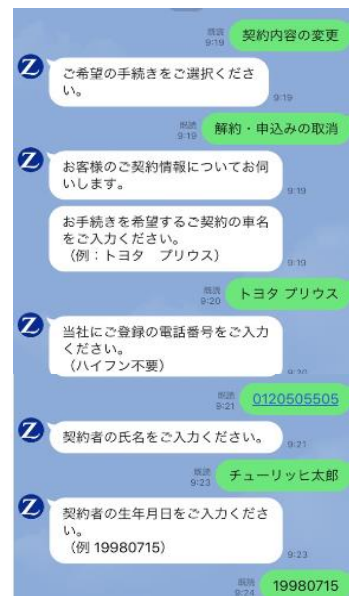 既読
9:19
契約内容の変更
Z
ご希望の手続きをご選択くださ
い。
9:19
既読
9:19
解約・申込みの取消
Z
お客様のご契約情報についてお伺
いします。
9:19
お手続きを希望するご契約の車名
をご入力ください。
(例：トヨタ　プリウス)
9:19
既読
9:20
トヨタ プリウス
Z
当社にご登録の電話番号をご入力
ください。
(ハイフン不要)
9:20
既読
9:21
0120505505
Z
契約者の氏名をご入力ください。
9:21
既読
9:23
チューリッヒ太郎
Z
契約者の生年月日をご入力くださ
い。
(例 19980715)
9:23
既読
9:24
19980715